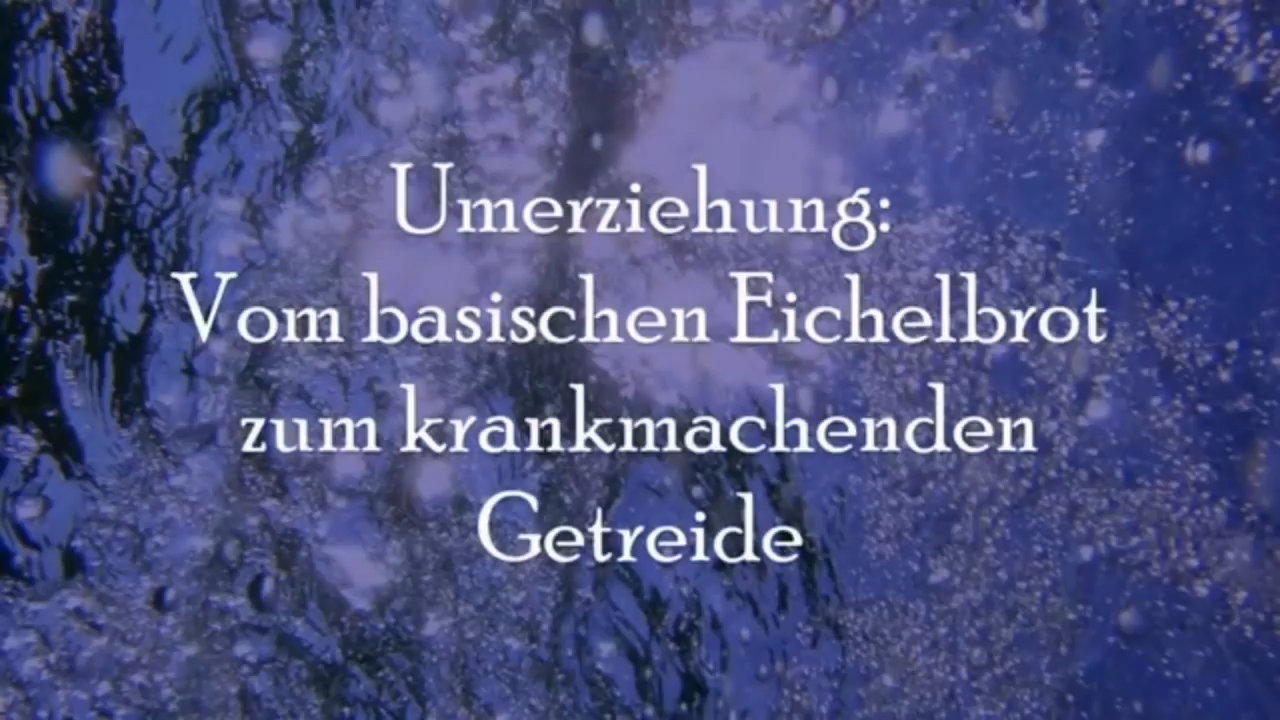 Umerziehung:
Vom basischen Eichelbrot
zum krankmachenden
Getreide